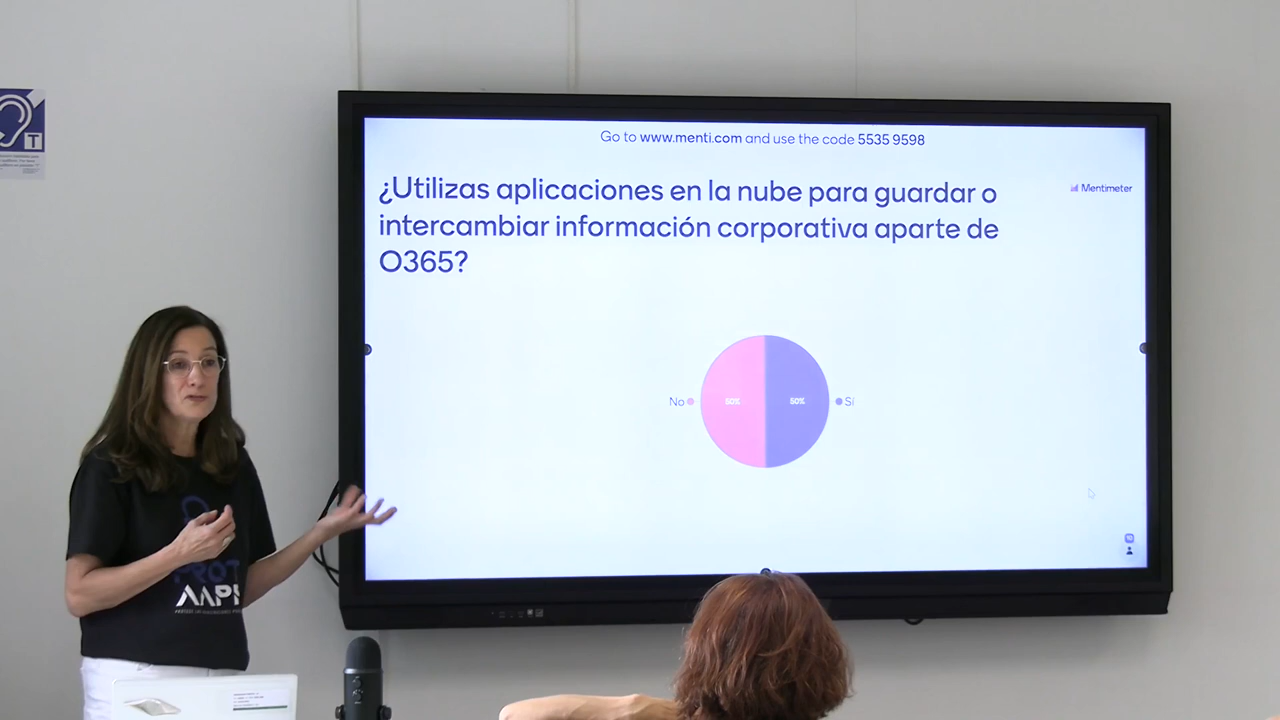 Go to www.menti.com and use the code 5535 9598
Mentimeter
¿Utilizas aplicaciones en la nube para guardar o
intercambiar información corporativa aparte de
O365?
No
50%
50%
Sí
T
PROT
AAPP